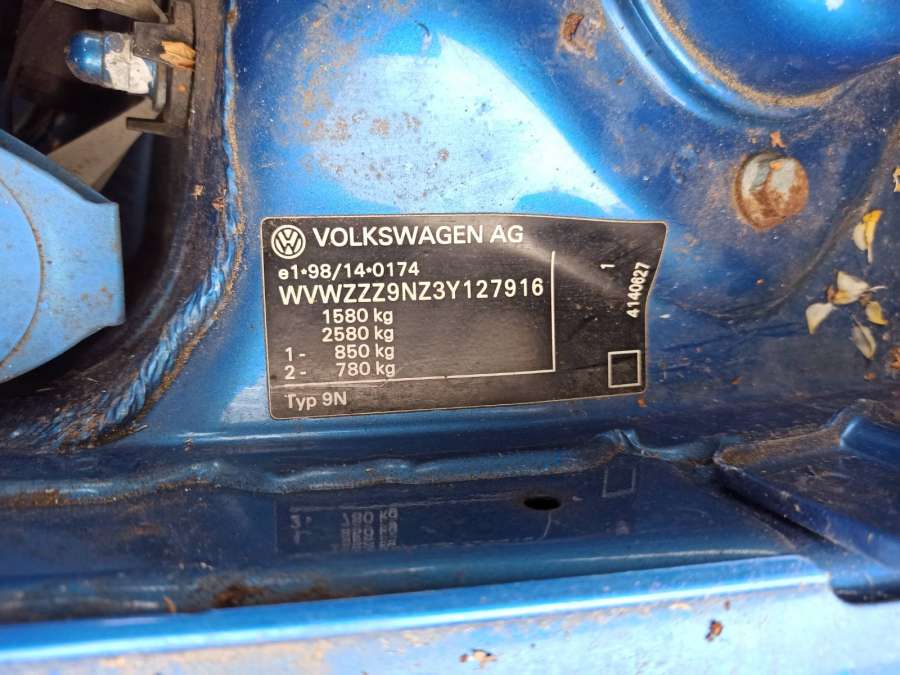 VOLKSWAGEN AG
e1*98/14*0174
WVWZZZ9NZ3Y127916
1580 kg
2580 kg
1- 850 kg
2- 780 kg
Typ 9N
1
4140627